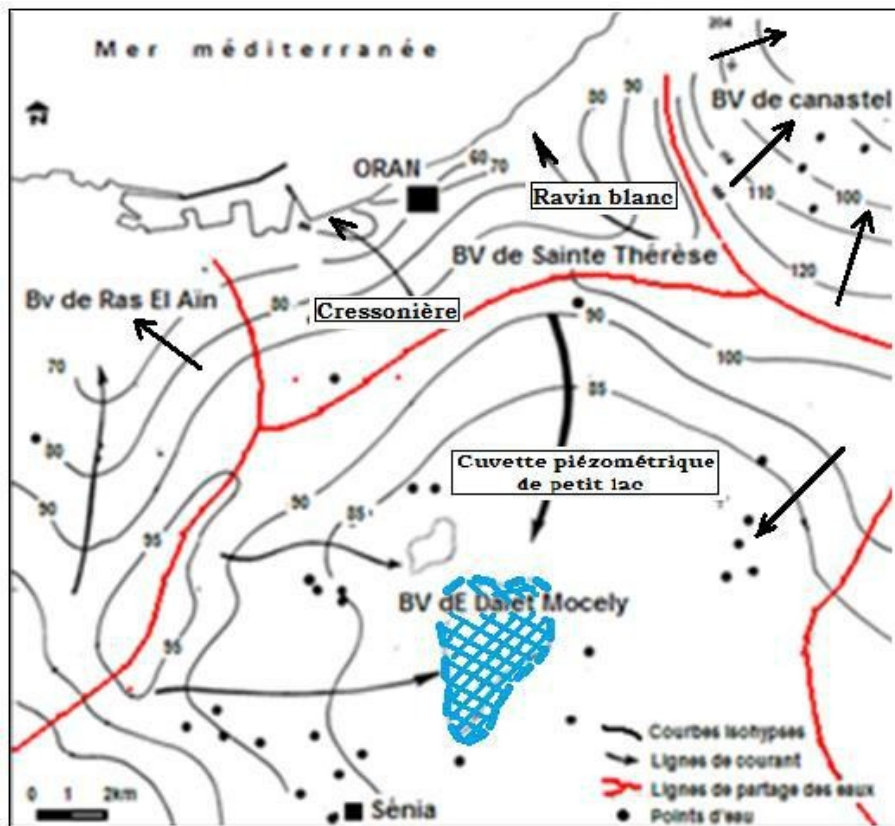 Mer méditerranée
204
BV de canastel
80
90
60
70
ORAN
Ravin blanc
110
100
BV de Sainte Thérèse
120
Bv de Ras El Aïn
80
Cressonière
90
70
100
85
80
Cuvette piézométrique
de petit lac
90
90
85
95
BV dE Daïet Mocely
95
Courbes isohypses
Lignes de courant
Lignes de partage des eaux
Points d'eau
0 1 2km
Sénia